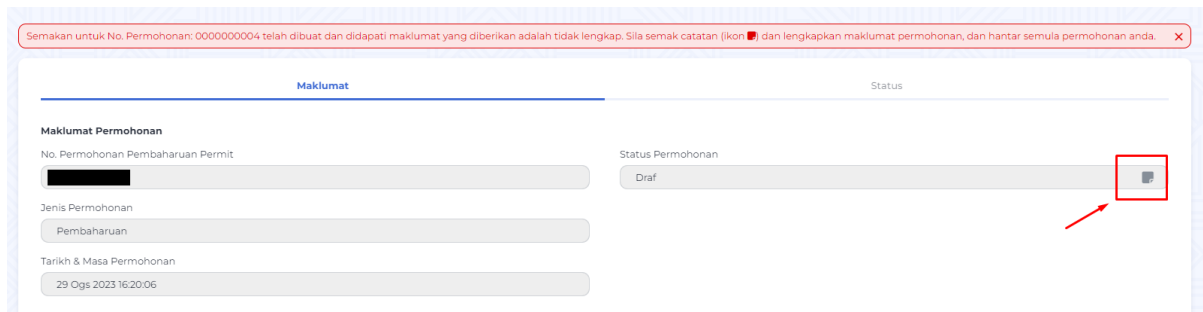 Semakan untuk No. Permohonan: 0000000004 telah dibuat dan didapati maklumat yang diberikan adalah tidak lengkap. Sila semak catatan (ikon ) dan lengkapkan maklumat permohonan, dan hantar semula permohonan anda.
Maklumat Status
Maklumat Permohonan
No. Permohonan Pembaharuan Permit Status Permohonan
Draf
Jenis Permohonan
Pembaharuan
Tarikh & Masa Permohonan
29 Ogs 2023 16:20:06